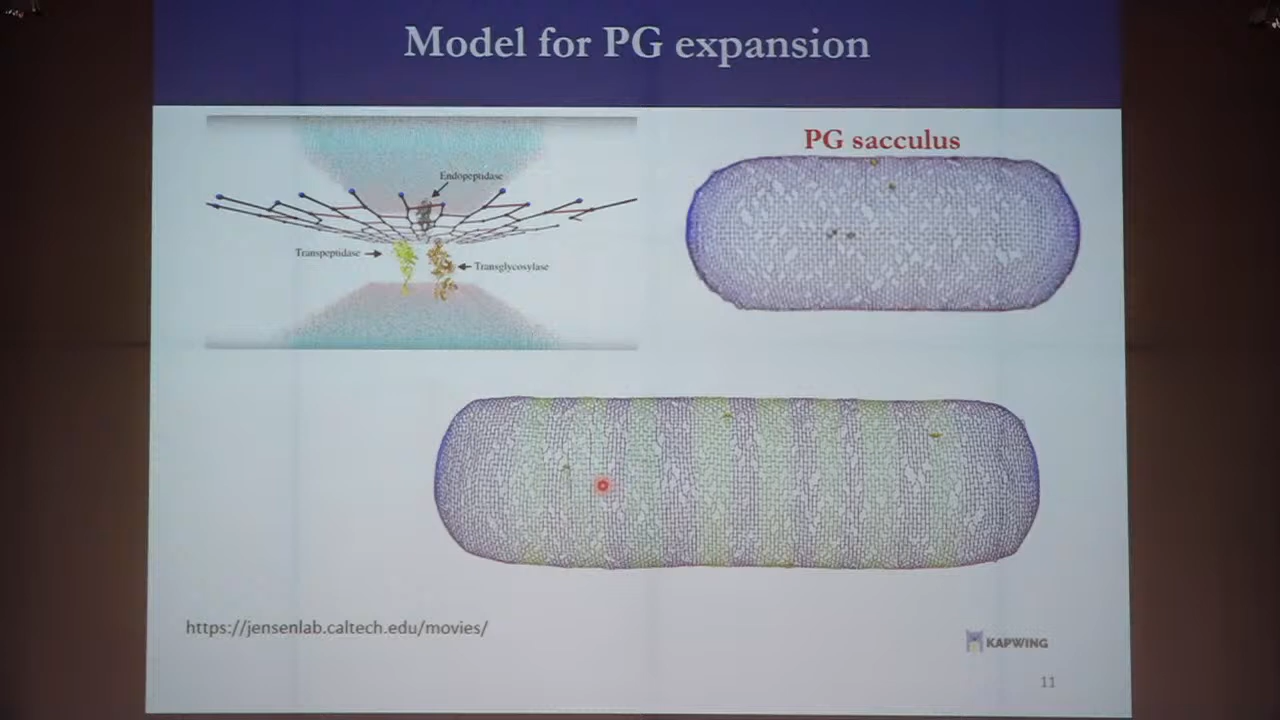 Model for PG expansion
Endopeptidase
Transpeptidase
Transglycosylase
PG sacculus
https://jensenlab.caltech.edu/movies/
KAPWING
11